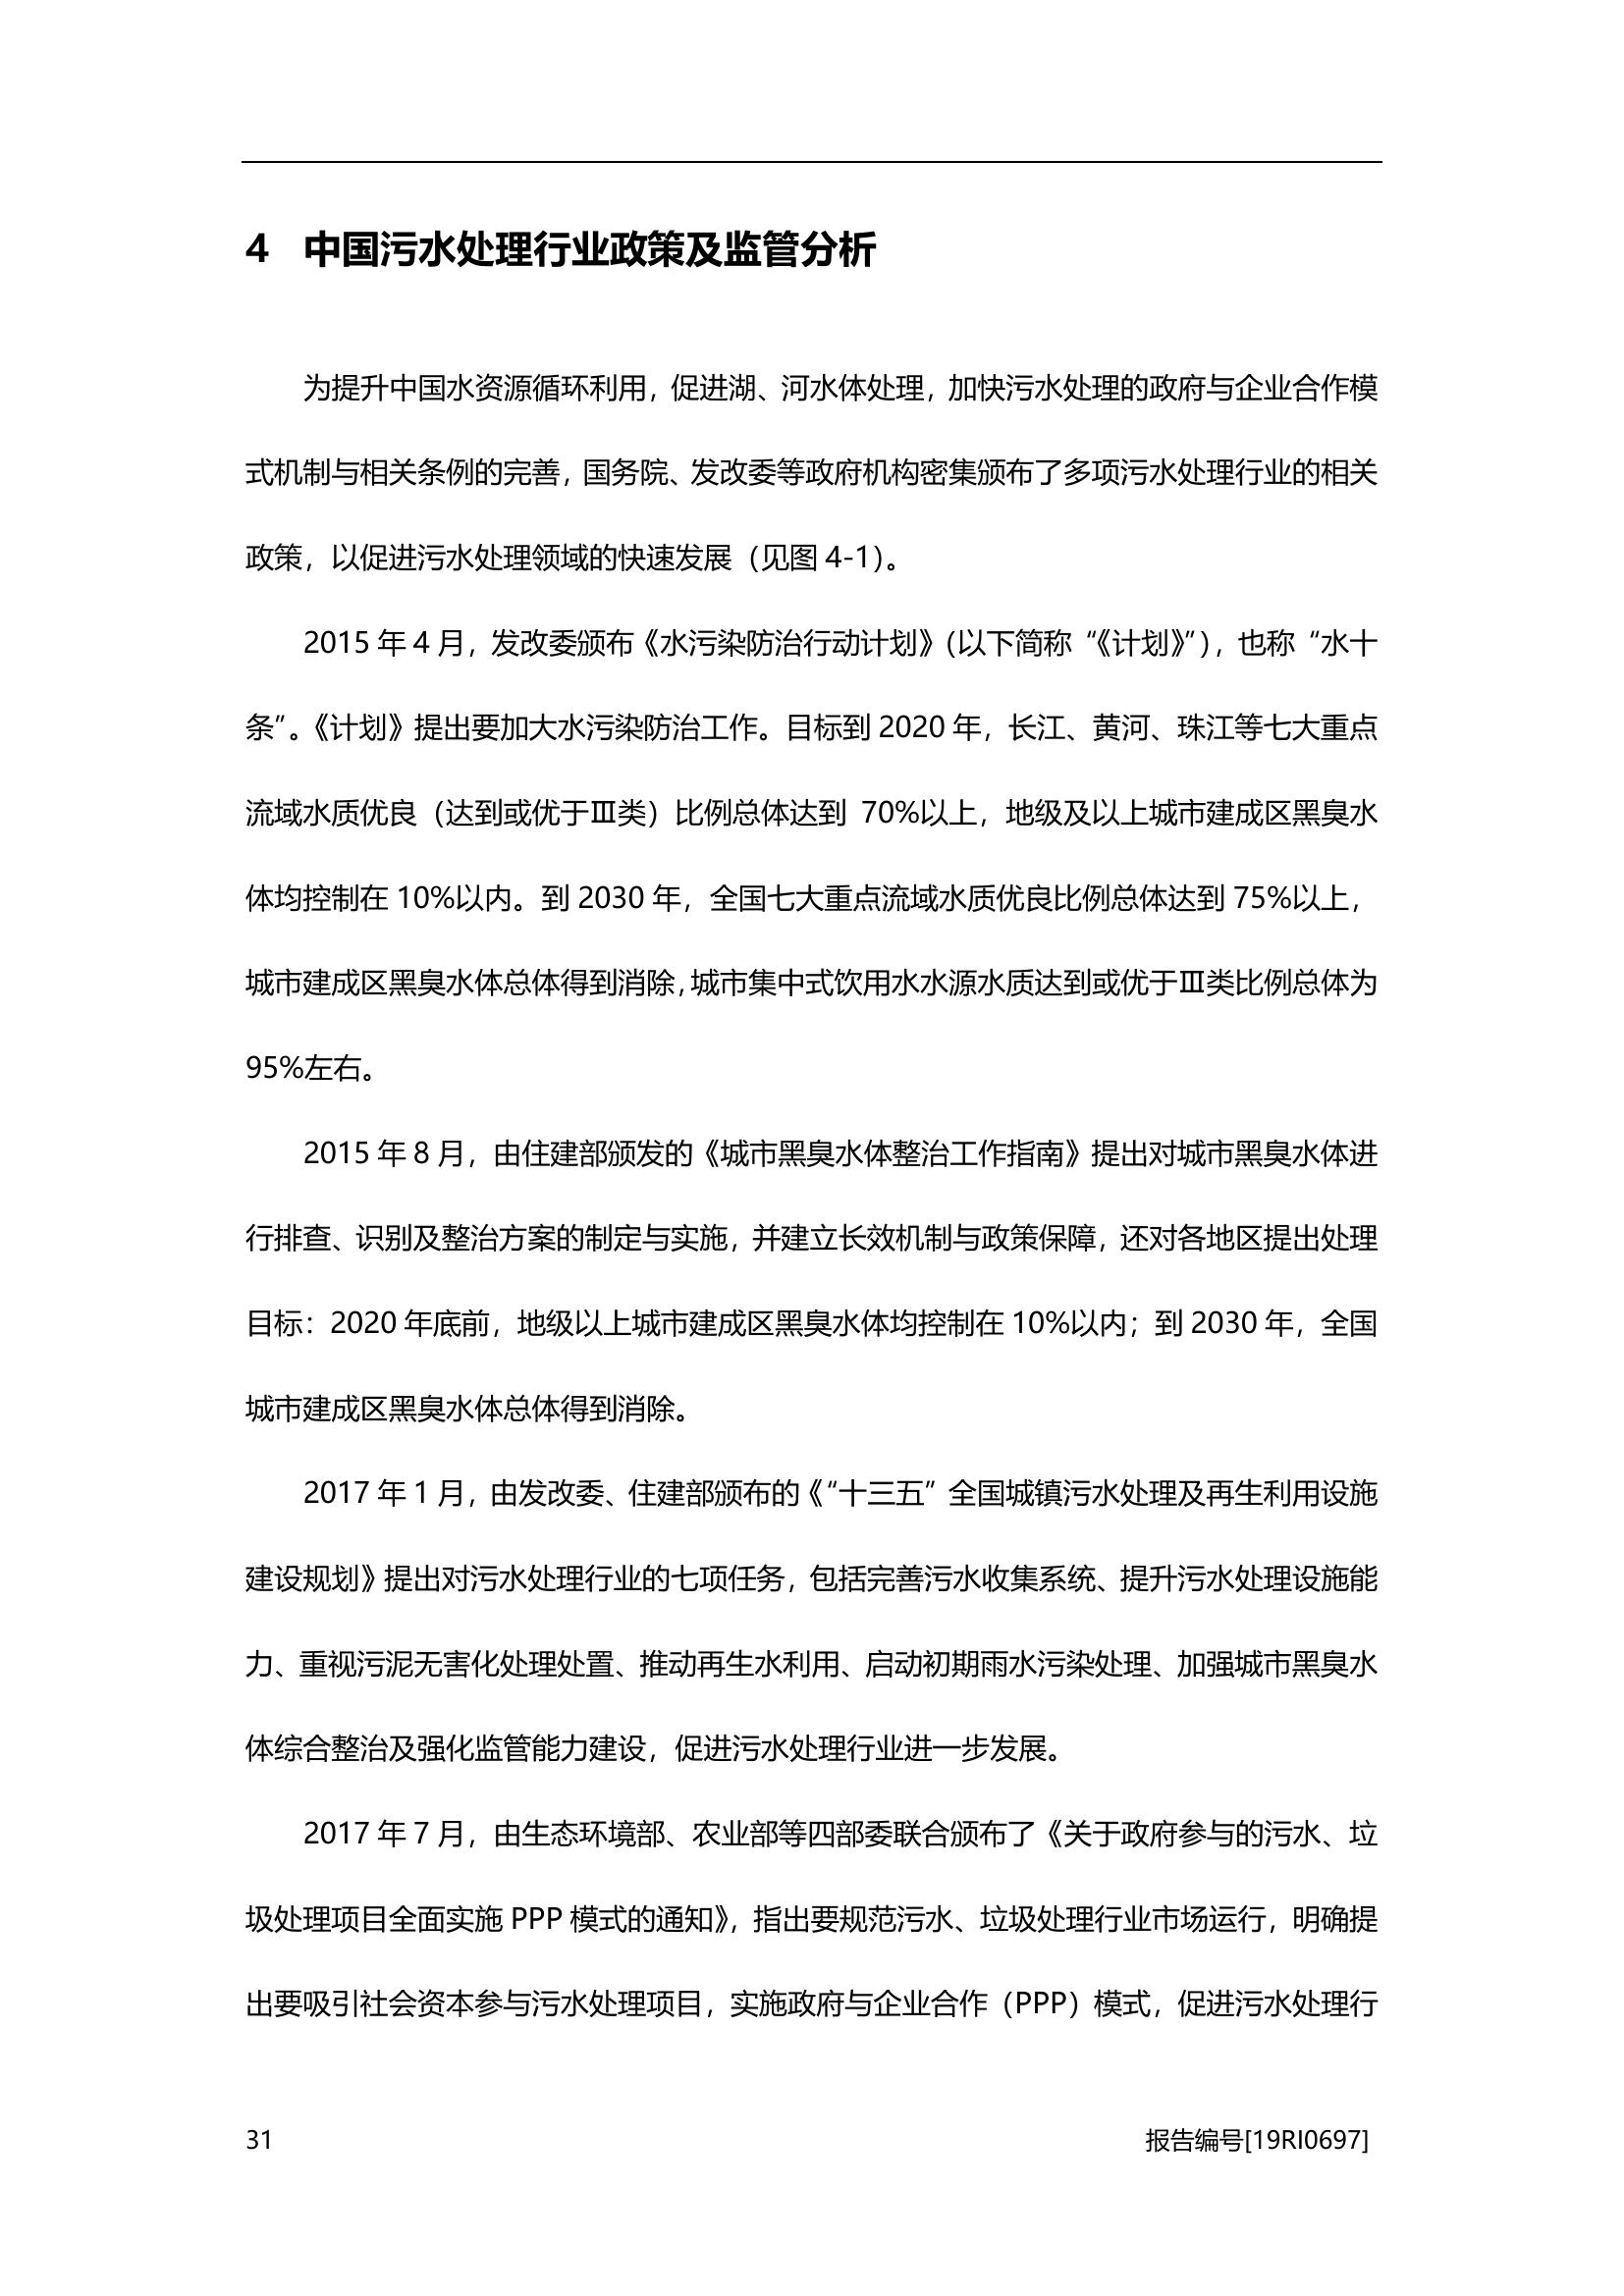 4 中国污水处理行业政策及监管分析
为提升中国水资源循环利用，促进湖、河水体处理，加快污水处理的政府与企业合作模
式机制与相关条例的完善，国务院、发改委等政府机构密集颁布了多项污水处理行业的相关
政策，以促进污水处理领域的快速发展（见图 4-1）。
2015 年 4 月，发改委颁布《水污染防治行动计划》（以下简称“《计划》”），也称“水十
条”。《计划》提出要加大水污染防治工作。目标到 2020 年，长江、黄河、珠江等七大重点
流域水质优良（达到或优于Ⅲ类）比例总体达到 70%以上，地级及以上城市建成区黑臭水
体均控制在 10%以内。到 2030 年，全国七大重点流域水质优良比例总体达到 75%以上，
城市建成区黑臭水体总体得到消除，城市集中式饮用水水源水质达到或优于Ⅲ类比例总体为
95%左右。
2015 年 8 月，由住建部颁发的《城市黑臭水体整治工作指南》提出对城市黑臭水体进
行排查、识别及整治方案的制定与实施，并建立长效机制与政策保障，还对各地区提出处理
目标：2020 年底前，地级以上城市建成区黑臭水体均控制在 10%以内；到 2030 年，全国
城市建成区黑臭水体总体得到消除。
2017 年 1 月，由发改委、住建部颁布的《“十三五”全国城镇污水处理及再生利用设施
建设规划》提出对污水处理行业的七项任务，包括完善污水收集系统、提升污水处理设施能
力、重视污泥无害化处理处置、推动再生水利用、启动初期雨水污染处理、加强城市黑臭水
体综合整治及强化监管能力建设，促进污水处理行业进一步发展。
2017 年 7 月，由生态环境部、农业部等四部委联合颁布了《关于政府参与的污水、垃
圾处理项目全面实施 PPP 模式的通知》，指出要规范污水、垃圾处理行业市场运行，明确提
出要吸引社会资本参与污水处理项目，实施政府与企业合作（PPP）模式，促进污水处理行
31 报告编号[19RI0697]